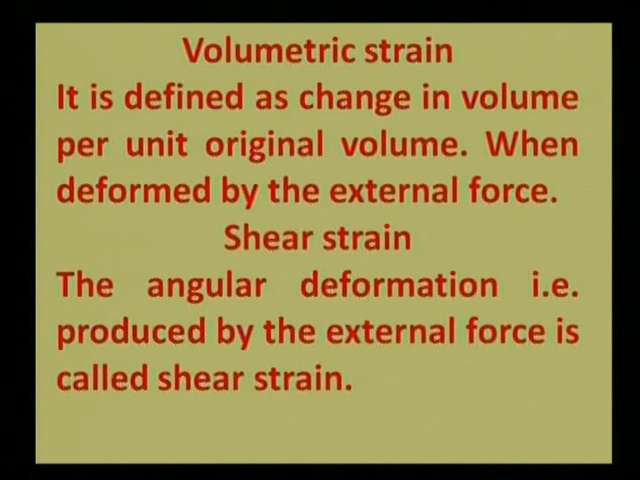 Volumetric strain
It is defined as change in volume
per unit original volume. When
deformed by the external force.
Shear strain
The angular deformation i.e.
produced by the external force is
called shear strain.